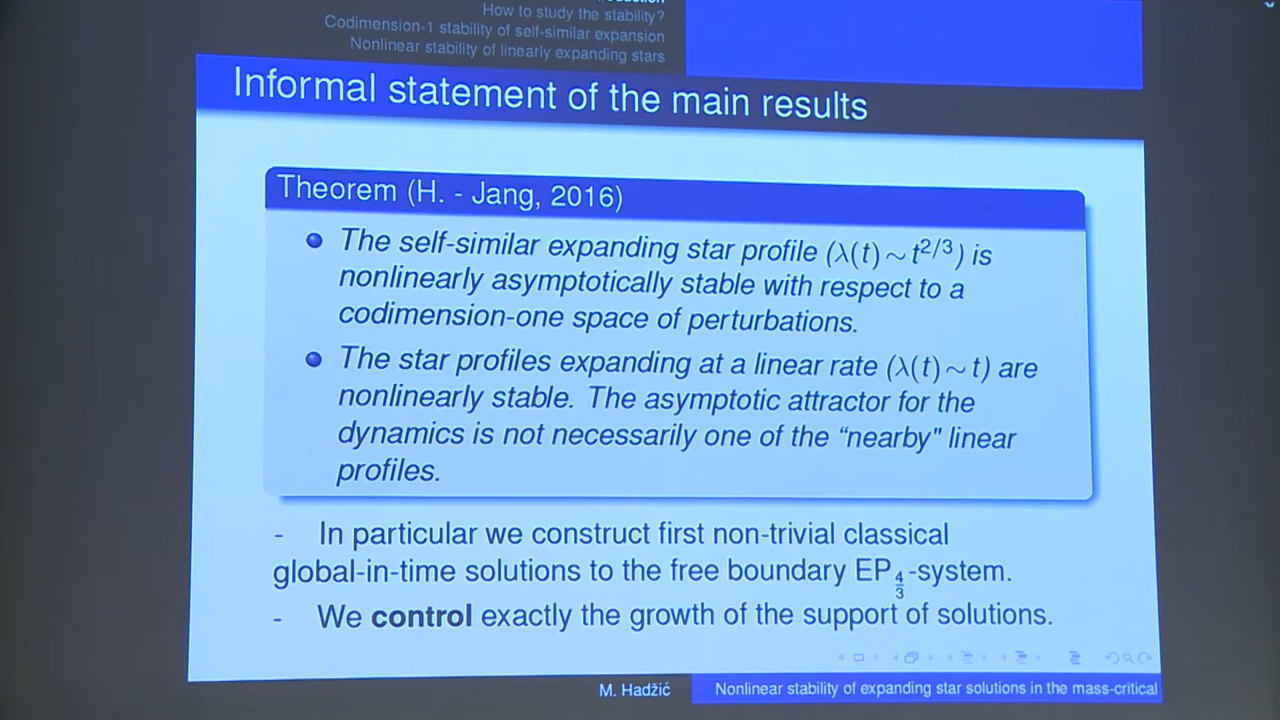 How to study the stability?
Codimension-1 stability of self-similar expansion
Nonlinear stability of linearly expanding stars
Informal statement of the main results
Theorem (H. - Jang, 2016)
The self-similar expanding star profile (λ(t) ~ t^{2/3}) is
nonlinearly asymptotically stable with respect to a
codimension-one space of perturbations.
The star profiles expanding at a linear rate (λ(t) ~ t) are
nonlinearly stable. The asymptotic attractor for the
dynamics is not necessarily one of the “nearby" linear
profiles.
- In particular we construct first non-trivial classical
global-in-time solutions to the free boundary EP_{4/3}-system.
- We control exactly the growth of the support of solutions.
M. Hadžić
Nonlinear stability of expanding star solutions in the mass-critical